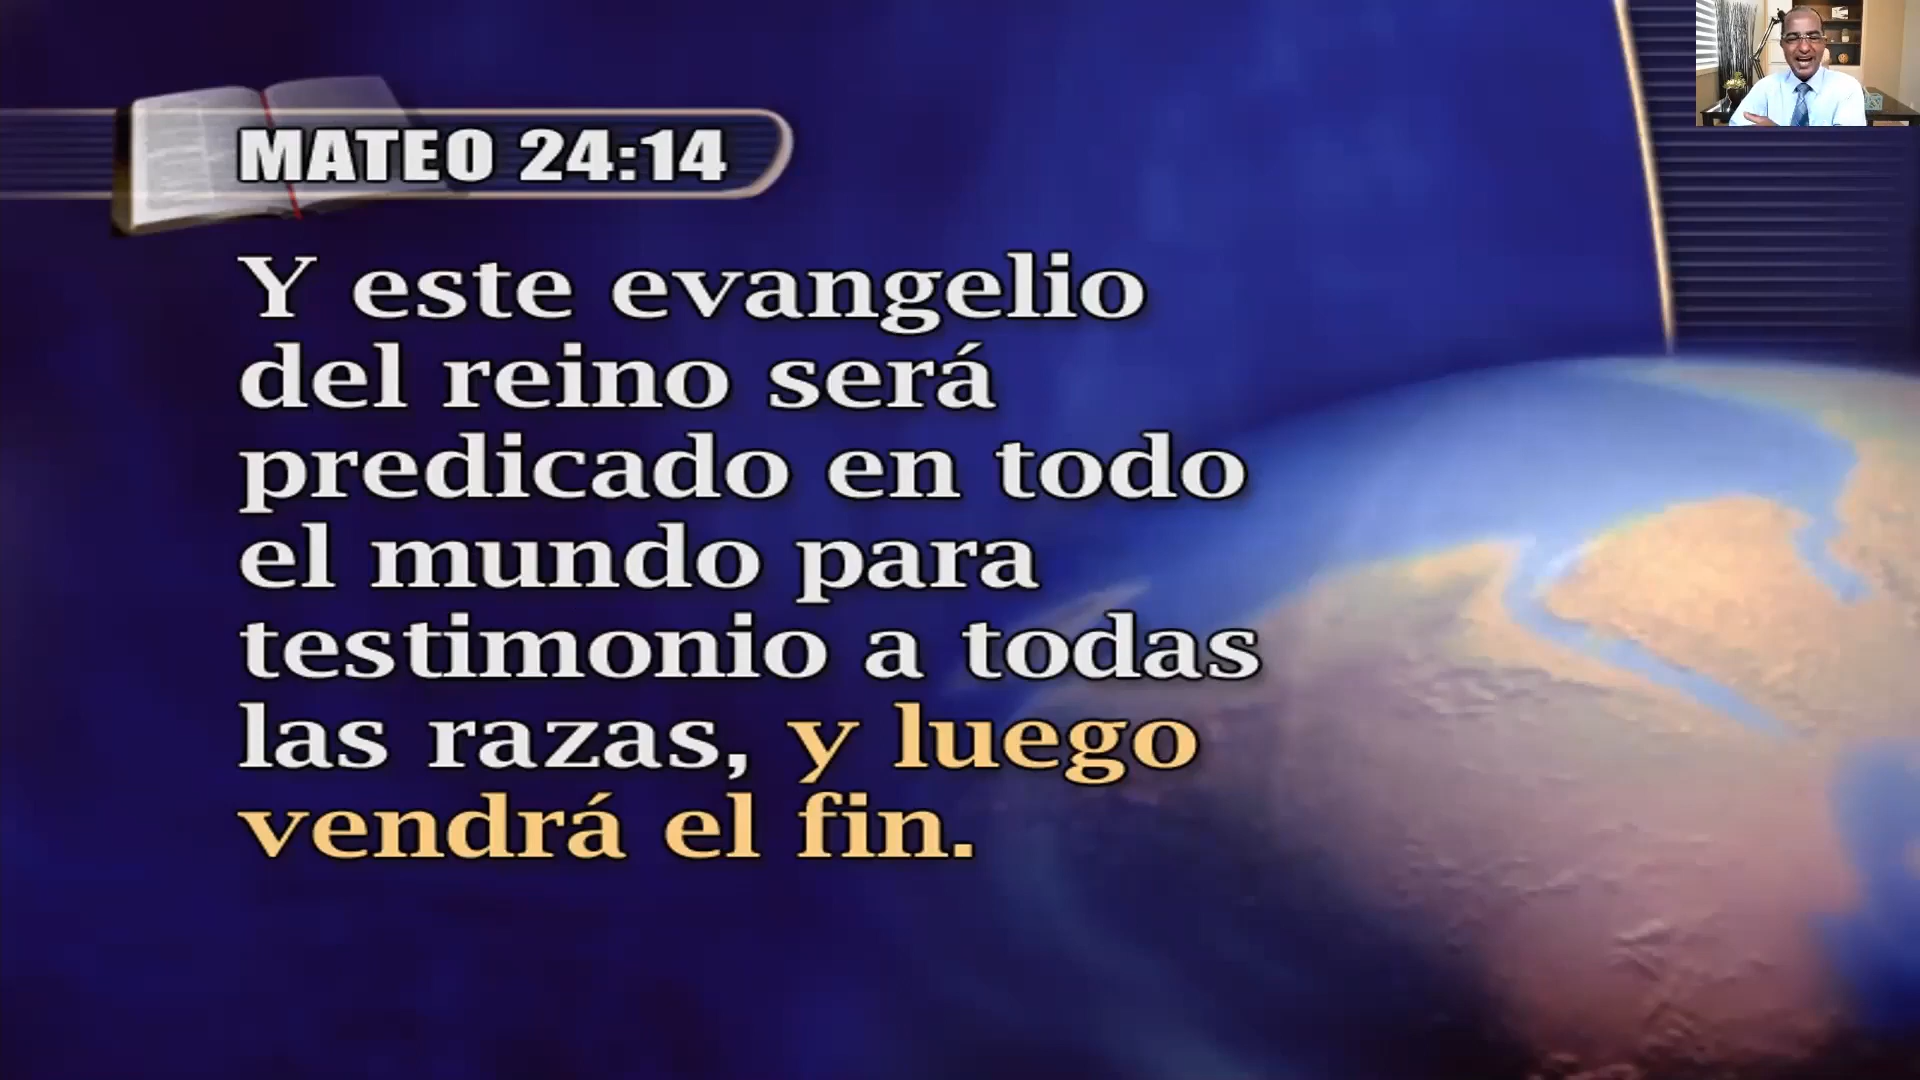 MATEO 24:14
Y este evangelio
del reino será
predicado en todo
el mundo para
testimonio a todas
las razas, y luego
vendrá el fin.